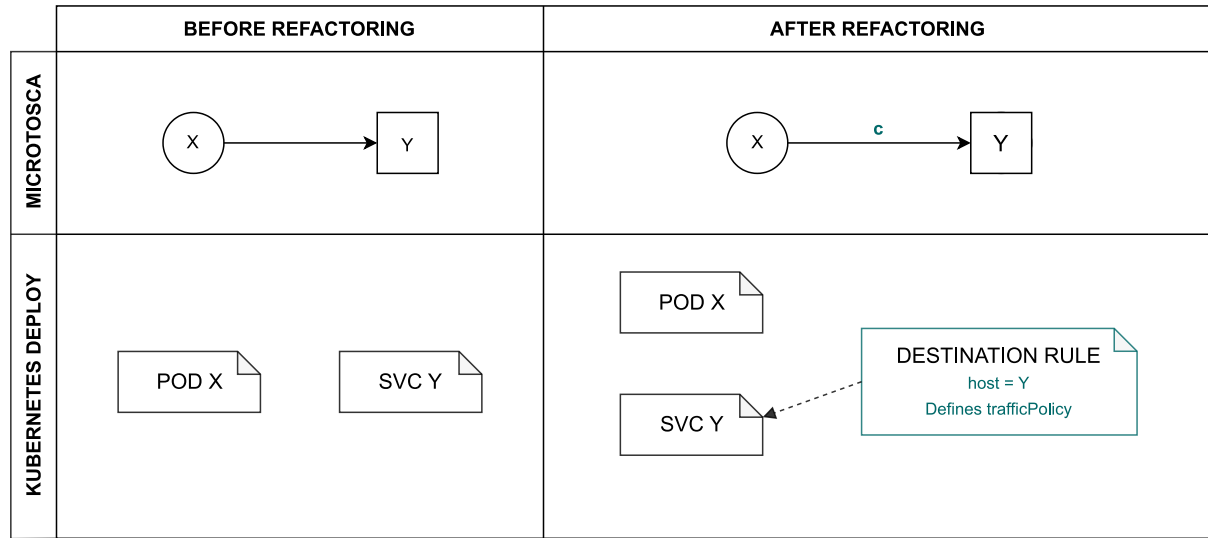 BEFORE REFACTORING
AFTER REFACTORING
MICROTOSCA
X
Y
X
c
Y
KUBERNETES DEPLOY
POD X
SVC Y
POD X
SVC Y
DESTINATION RULE
host = Y
Defines trafficPolicy